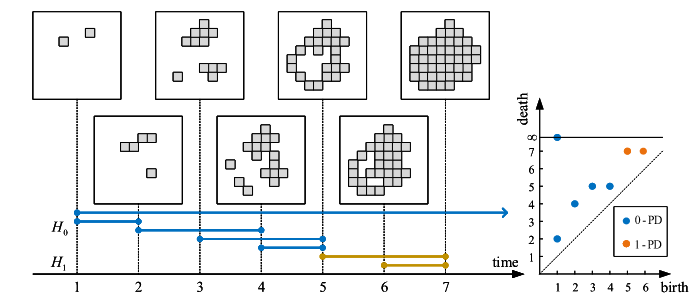 H0
H1
time
1 2 3 4 5 6 7
death
∞
7
6
5
4
3
2
1
0 - PD
1 - PD
1 2 3 4 5 6 birth